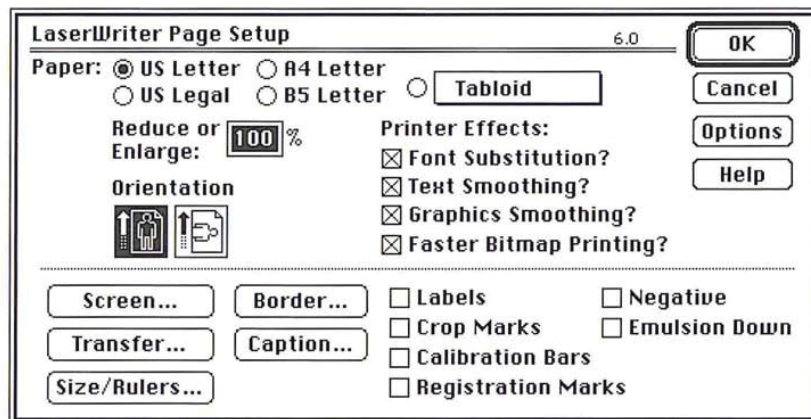 LaserWriter Page Setup 6.0 OK
Paper: US Letter A4 Letter
US Legal B5 Letter Tabloid Cancel
Reduce or Enlarge: 100 % Printer Effects: Options
Font Substitution?
Orientation Text Smoothing? Help
Graphics Smoothing?
Faster Bitmap Printing?
Screen... Border... Labels Negative
Crop Marks Emulsion Down
Transfer... Caption... Calibration Bars
Size/Rulers... Registration Marks